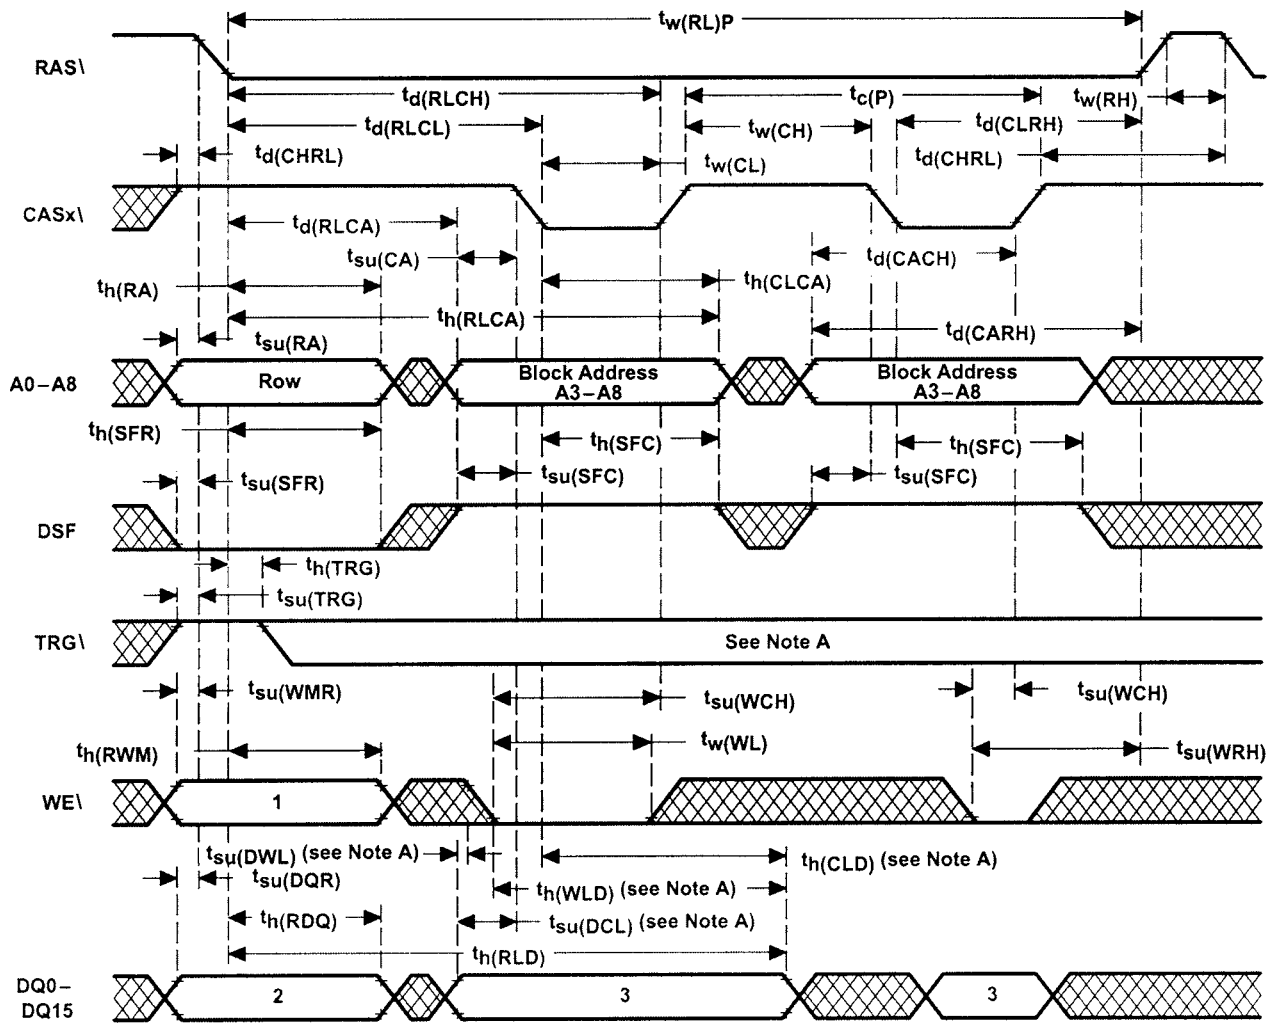 tw(RL)P
RAS\
td(RLCH)
tc(P)
tw(RH)
td(RLCL)
tw(CH)
td(CLRH)
td(CHRL)
tw(CL)
td(CHRL)
CASx\
td(RLCA)
tsu(CA)
td(CACH)
th(RA)
th(CLCA)
th(RLCA)
td(CARH)
tsu(RA)
A0–A8
Row
Block Address
A3–A8
Block Address
A3–A8
th(SFR)
th(SFC)
th(SFC)
tsu(SFR)
tsu(SFC)
tsu(SFC)
DSF
th(TRG)
tsu(TRG)
TRG\
See Note A
tsu(WMR)
tsu(WCH)
tsu(WCH)
th(RWM)
tw(WL)
tsu(WRH)
WE\
1
tsu(DWL) (see Note A)
th(CLD) (see Note A)
tsu(DQR)
th(WLD) (see Note A)
th(RDQ)
tsu(DCL) (see Note A)
th(RLD)
DQ0–
DQ15
2
3
3